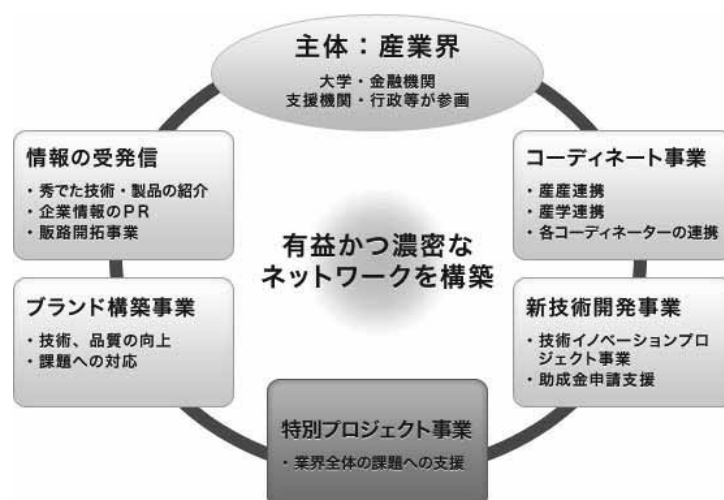 主体：産業界
大学・金融機関
支援機関・行政等が参画
情報の受発信
・秀でた技術・製品の紹介
・企業情報のPR
・販路開拓事業
コーディネート事業
・産産連携
・産学連携
・各コーディネーターの連携
有益かつ濃密な
ネットワークを構築
ブランド構築事業
・技術、品質の向上
・課題への対応
新技術開発事業
・技術イノベーションプロ
ジェクト事業
・助成金申請支援
特別プロジェクト事業
・業界全体の課題への支援